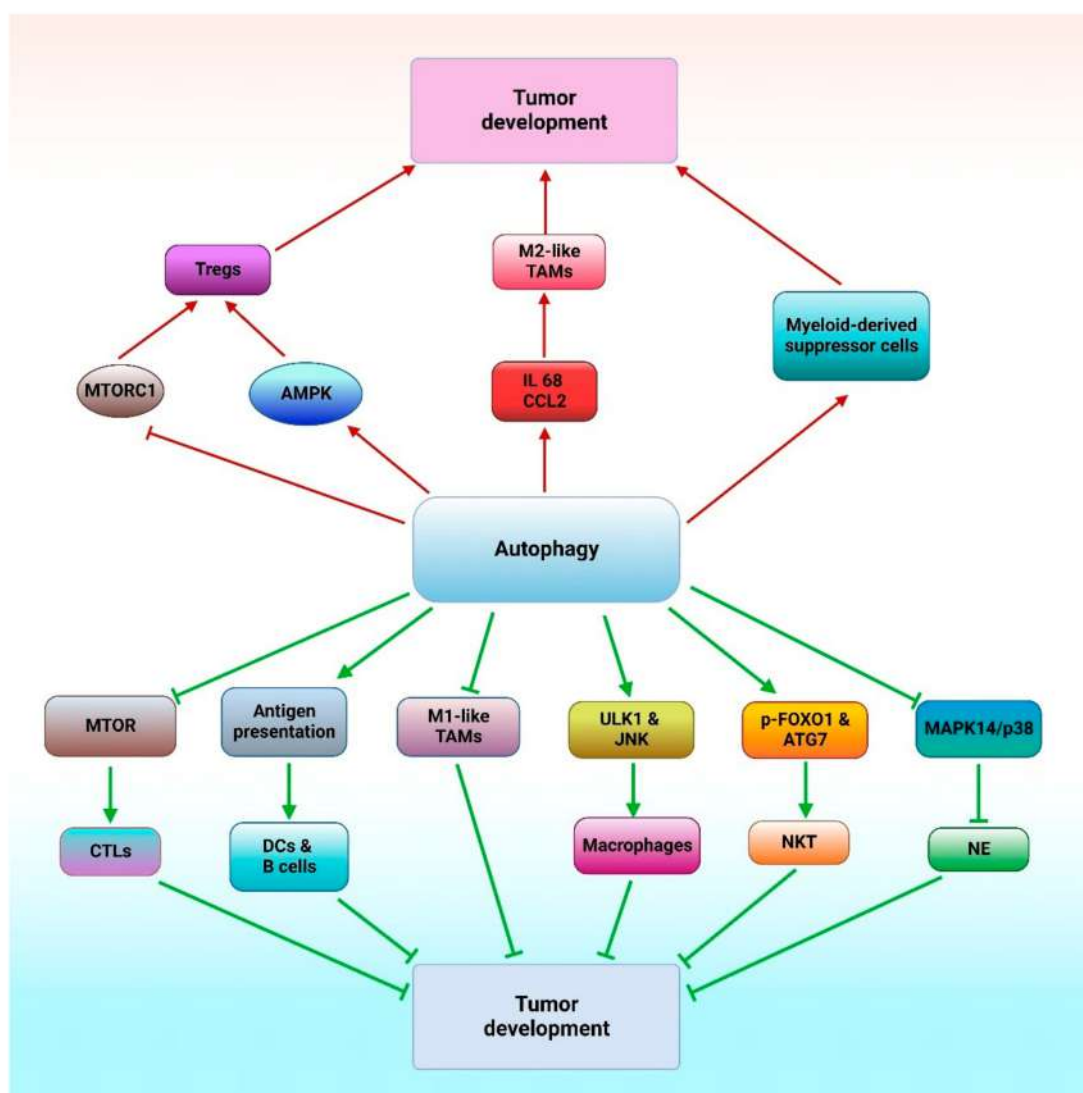 Tumor
development
Tregs
M2-like
TAMs
Myeloid-derived
suppressor cells
MTORC1
AMPK
IL 68
CCL2
Autophagy
MTOR
Antigen
presentation
M1-like
TAMs
ULK1 &
JNK
p-FOXO1 &
ATG7
MAPK14/p38
CTLs
DCs &
B cells
Macrophages
NKT
NE
Tumor
development